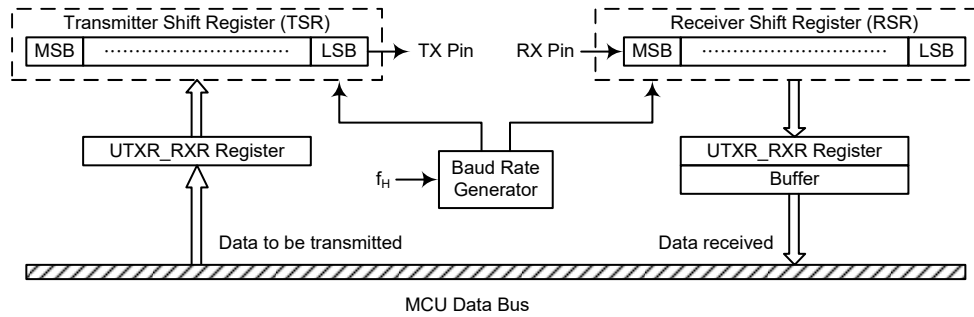 Transmitter Shift Register (TSR)
MSB ............................... LSB
TX Pin
Receiver Shift Register (RSR)
RX Pin
MSB ............................... LSB
UTXR_RXR Register
fH
Baud Rate
Generator
UTXR_RXR Register
Buffer
Data to be transmitted
Data received
MCU Data Bus